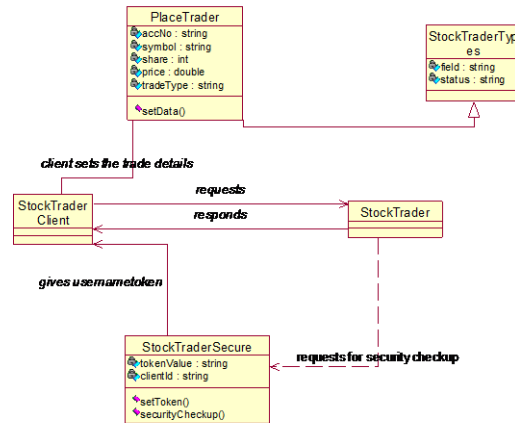 PlaceTrader
accNo : string
symbol : string
share : int
price : double
tradeType : string
setData()
StockTraderTyp
es
field : string
status : string
client sets the trade details
requests
StockTrader
Client
responds
StockTrader
gives usernametoken
requests for security checkup
StockTraderSecure
tokenValue : string
clientId : string
setToken()
securityCheckup()